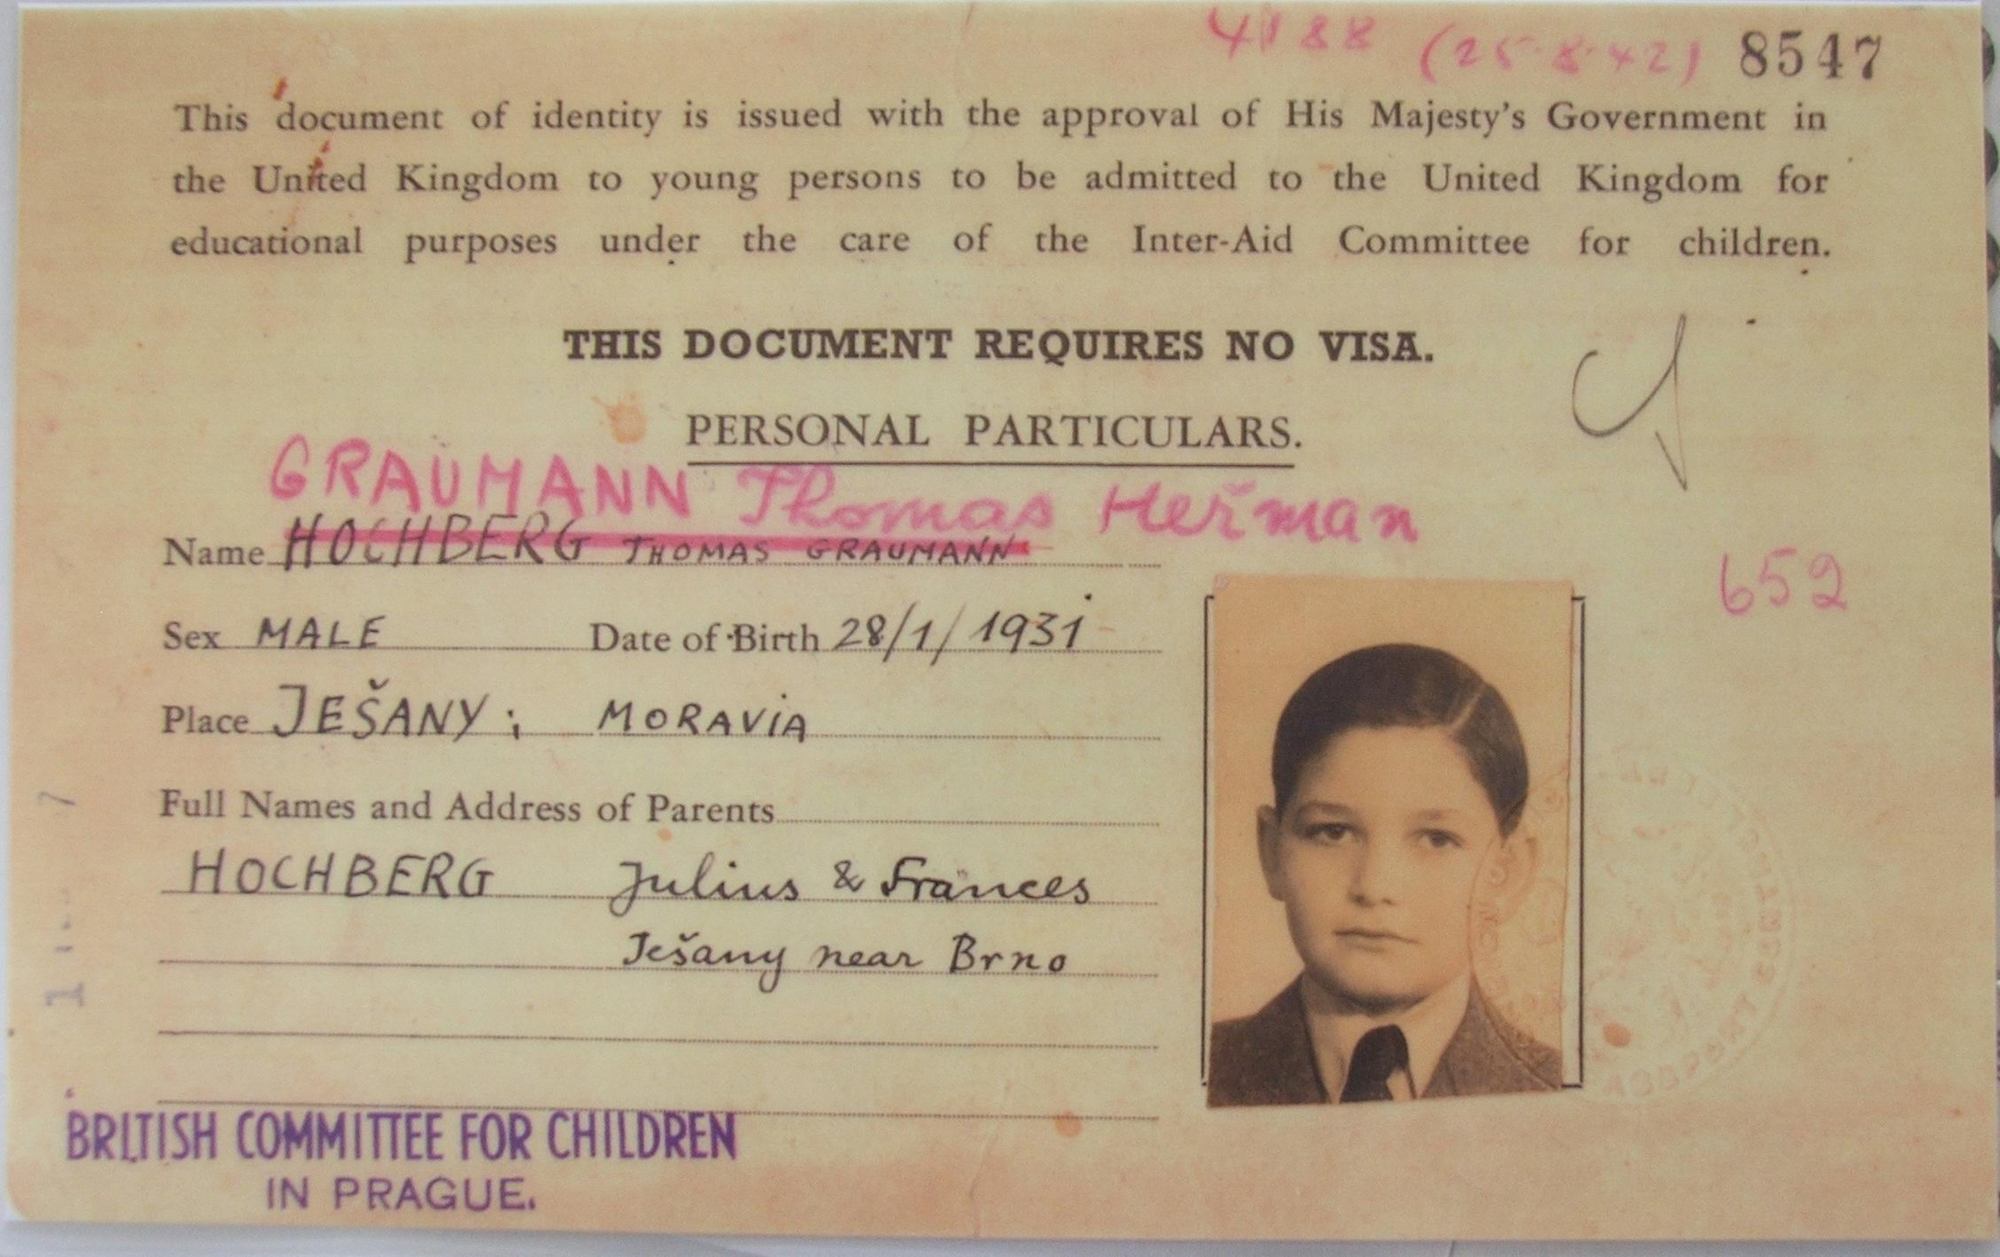 4188 (25·8·42) 8547
This document of identity is issued with the approval of His Majesty's Government in
the United Kingdom to young persons to be admitted to the United Kingdom for
educational purposes under the care of the Inter-Aid Committee for children.
THIS DOCUMENT REQUIRES NO VISA.
PERSONAL PARTICULARS.
GRAUMANN Thomas Heřman
Name HOCHBERG THOMAS GRAUMANN
652
Sex MALE Date of Birth 28/1/1931
Place JEŠANY; MORAVIA
Full Names and Address of Parents
HOCHBERG Julius & Frances
Ješany near Brno
BRITISH COMMITTEE FOR CHILDREN
IN PRAGUE.